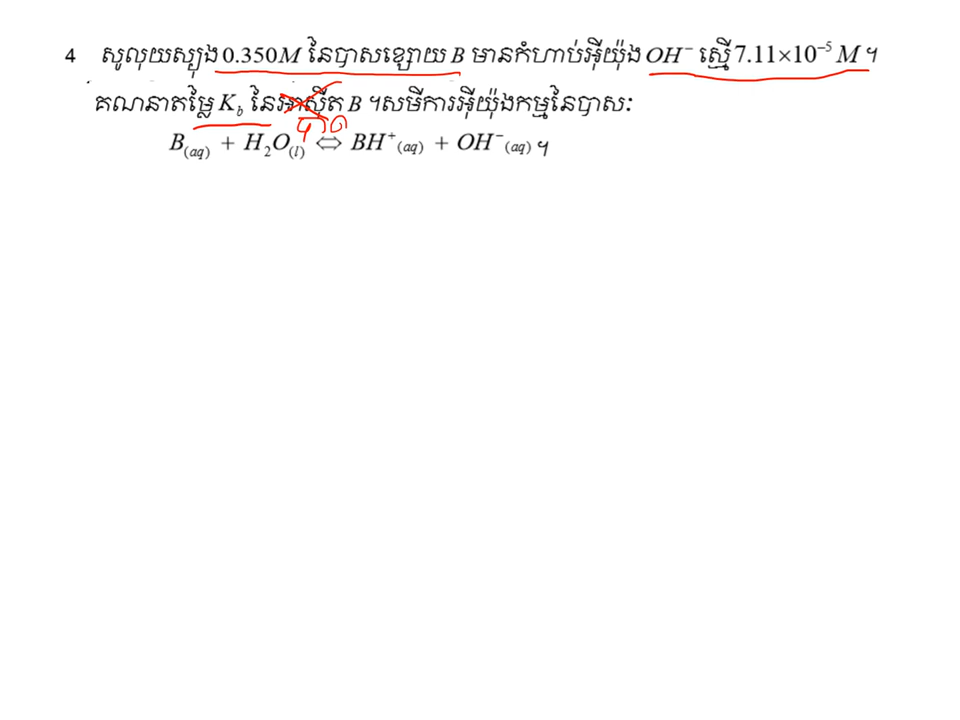 4 សូលុយស្យុង 0.350M នៃបាសខ្សោយ B មានកំហាប់អ៊ីយ៉ុង OH⁻ ស្មើ 7.11×10⁻⁵ M ។
គណនាតម្លៃ K_b នៃអាស៊ីត B ។សមីការអ៊ីយ៉ុងកម្មនៃបាស:
បាស
B(aq) + H₂O(l) ⇔ BH⁺(aq) + OH⁻(aq) ។